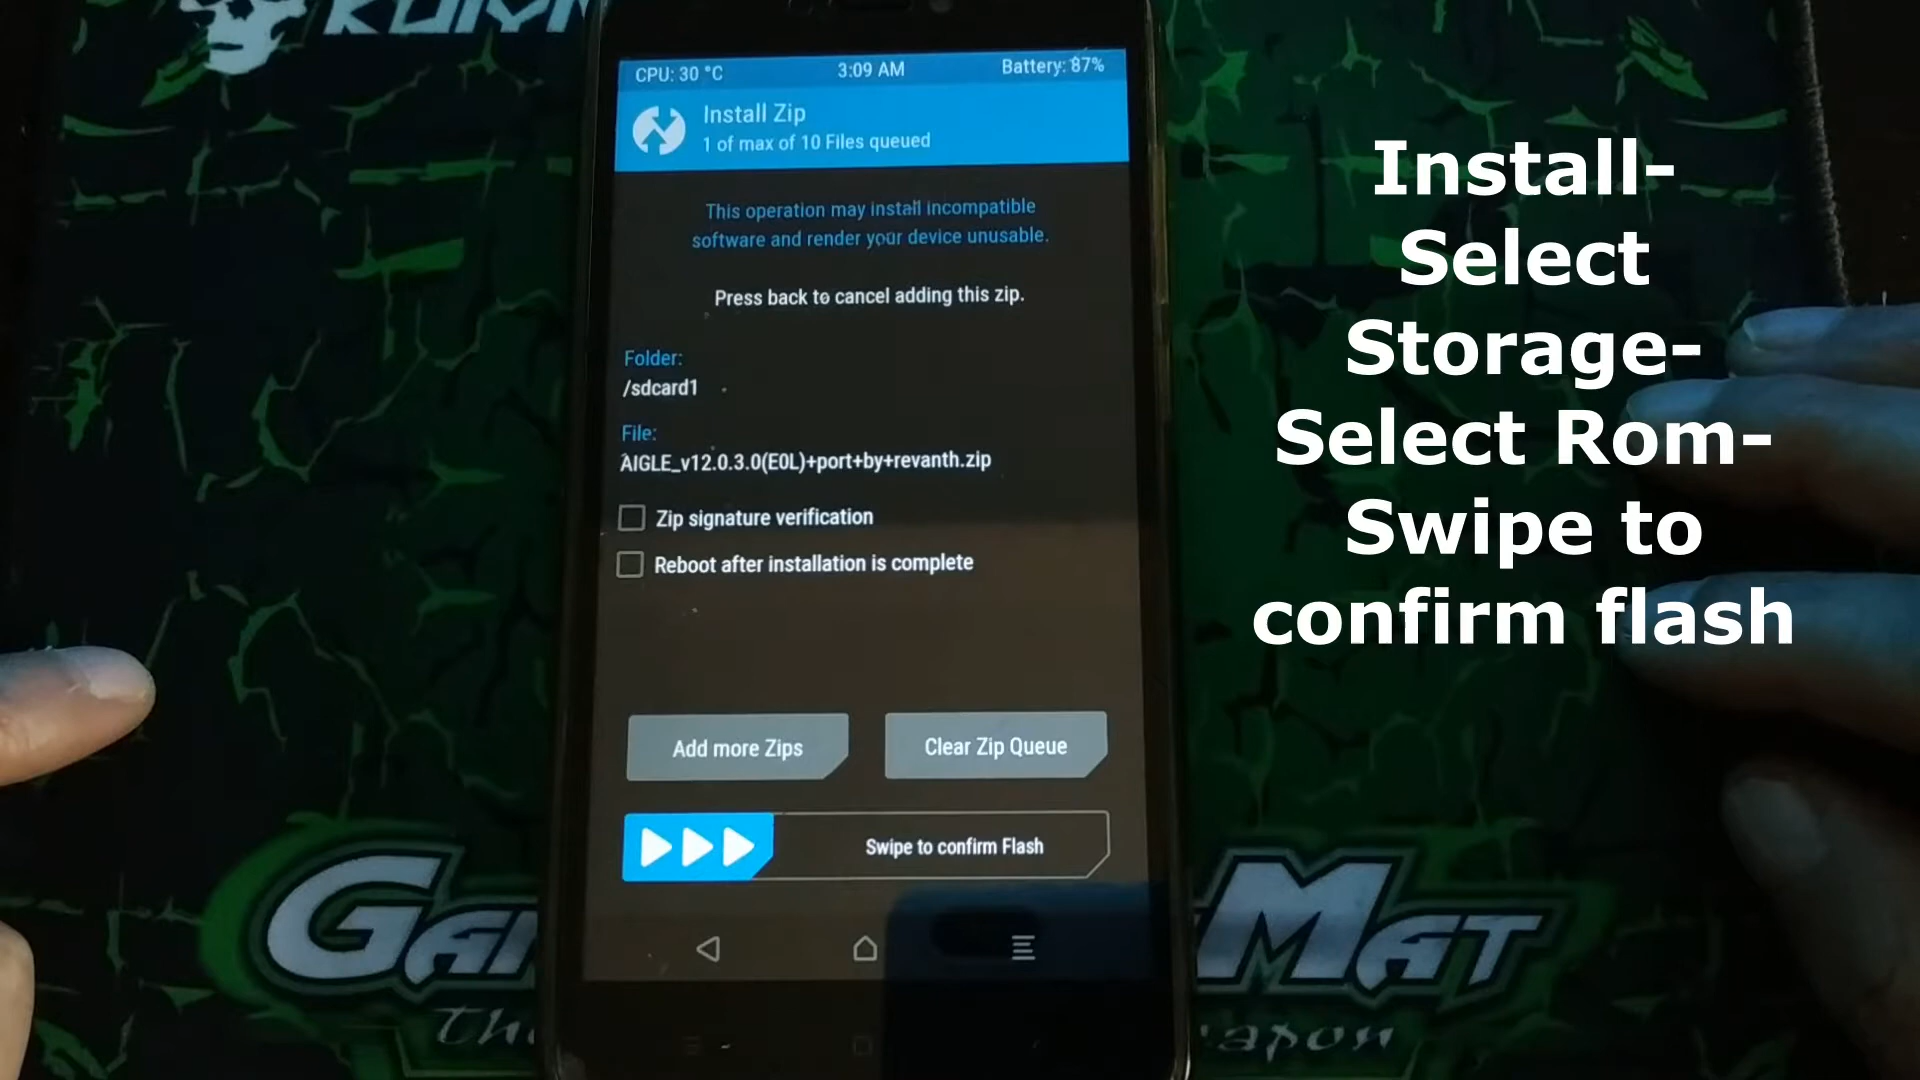 CPU: 30 °C 3:09 AM Battery: 87%
Install Zip
1 of max of 10 Files queued
This operation may install incompatible
software and render your device unusable.
Press back to cancel adding this zip.
Folder:
/sdcard1
File:
AIGLE_v12.0.3.0(E0L)+port+by+revanth.zip
Zip signature verification
Reboot after installation is complete
Add more Zips
Clear Zip Queue
Swipe to confirm Flash
Install-
Select
Storage-
Select Rom-
Swipe to
confirm flash